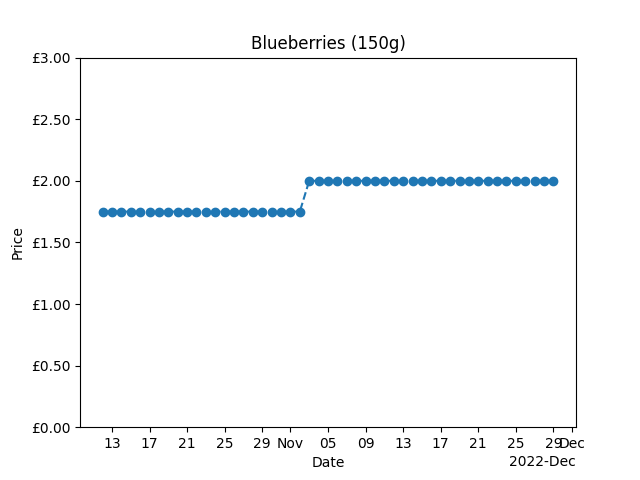 Blueberries (150g)
£3.00
£2.50
£2.00
£1.50
£1.00
£0.50
£0.00
Price
13 17 21 25 29 Nov 05 09 13 17 21 25 29 Dec
Date
2022-Dec